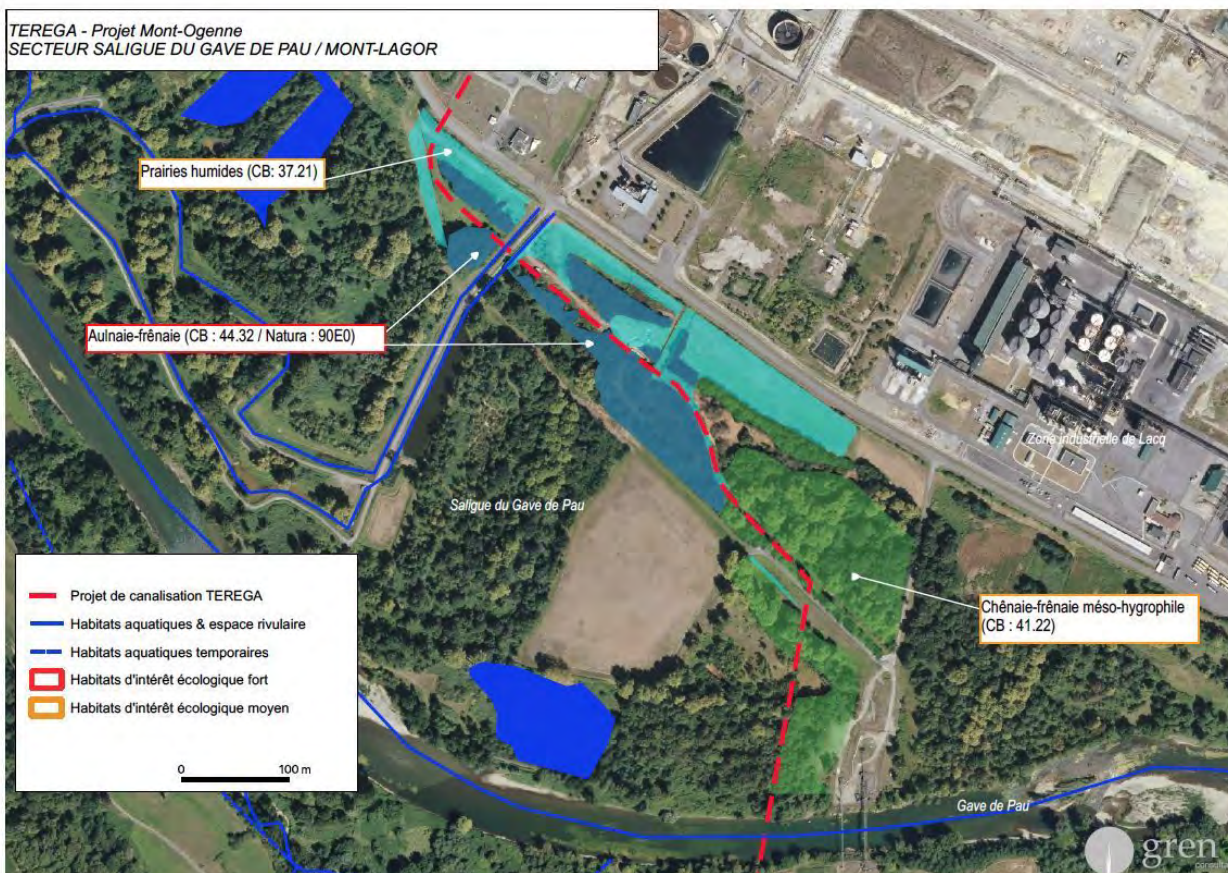 TEREGA - Projet Mont-Ogenne
SECTEUR SALIGUE DU GAVE DE PAU / MONT-LAGOR
Prairies humides (CB: 37.21)
Aulnaie-frênaie (CB : 44.32 / Natura : 90E0)
Zone industrielle de Lacq
Saligue du Gave de Pau
Chênaie-frênaie méso-hygrophile
(CB : 41.22)
Projet de canalisation TEREGA
Habitats aquatiques & espace rivulaire
Habitats aquatiques temporaires
Habitats d'intérêt écologique fort
Habitats d'intérêt écologique moyen
0 100 m
Gave de Pau
gren